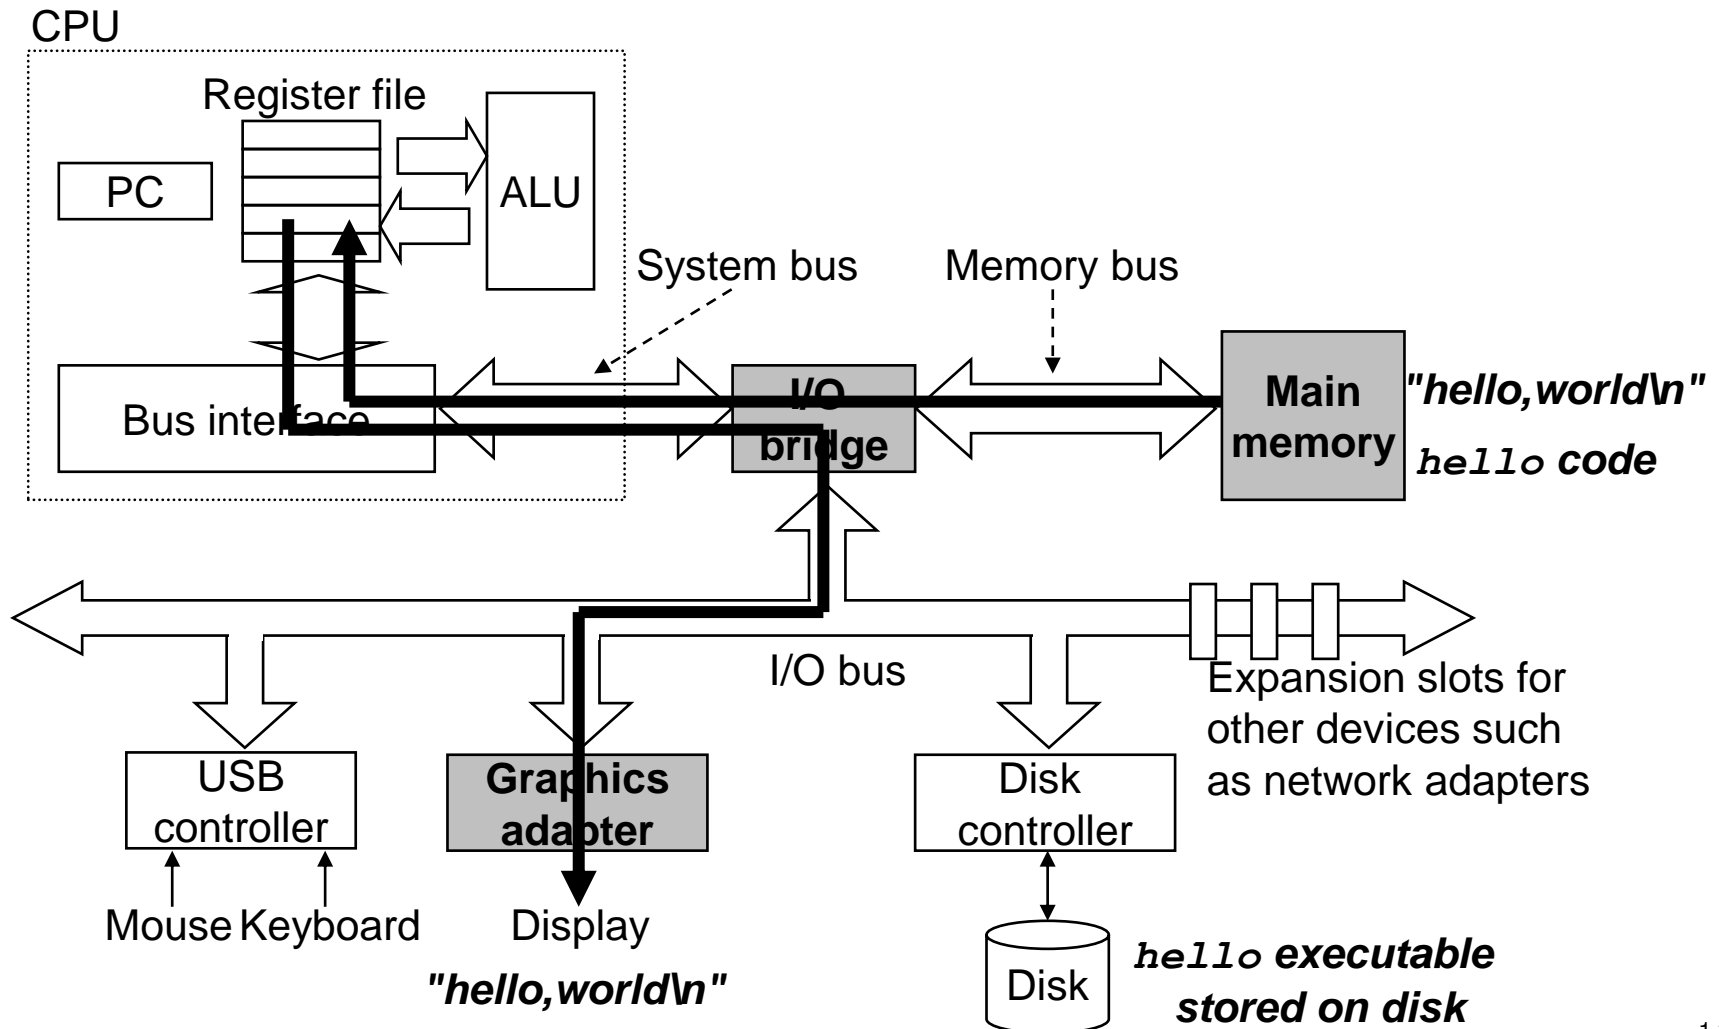 CPU
Register file
PC
ALU
System bus
Memory bus
Bus interface
I/O
bridge
Main
memory
"hello,world\n"
hello code
I/O bus
Expansion slots for
other devices such
as network adapters
USB
controller
Graphics
adapter
Disk
controller
Mouse
Keyboard
Display
"hello,world\n"
Disk
hello executable
stored on disk